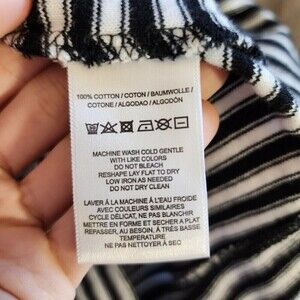 100% COTTON / COTON / BAUMWOLLE /
COTONE / ALGODAO / ALGODÓN
MACHINE WASH COLD GENTLE
WITH LIKE COLORS
DO NOT BLEACH
RESHAPE LAY FLAT TO DRY
LOW IRON AS NEEDED
DO NOT DRY CLEAN
LAVER À LA MACHINE À L'EAU FROIDE
AVEC COULEURS SIMILAIRES
CYCLE DÉLICAT, NE PAS BLANCHIR
METTRE EN FORME ET SECHER A PLAT
REPASSER, AU BESOIN, À TRÈS BASSE
TEMPERATURE
NE PAS NETTOYER À SEC